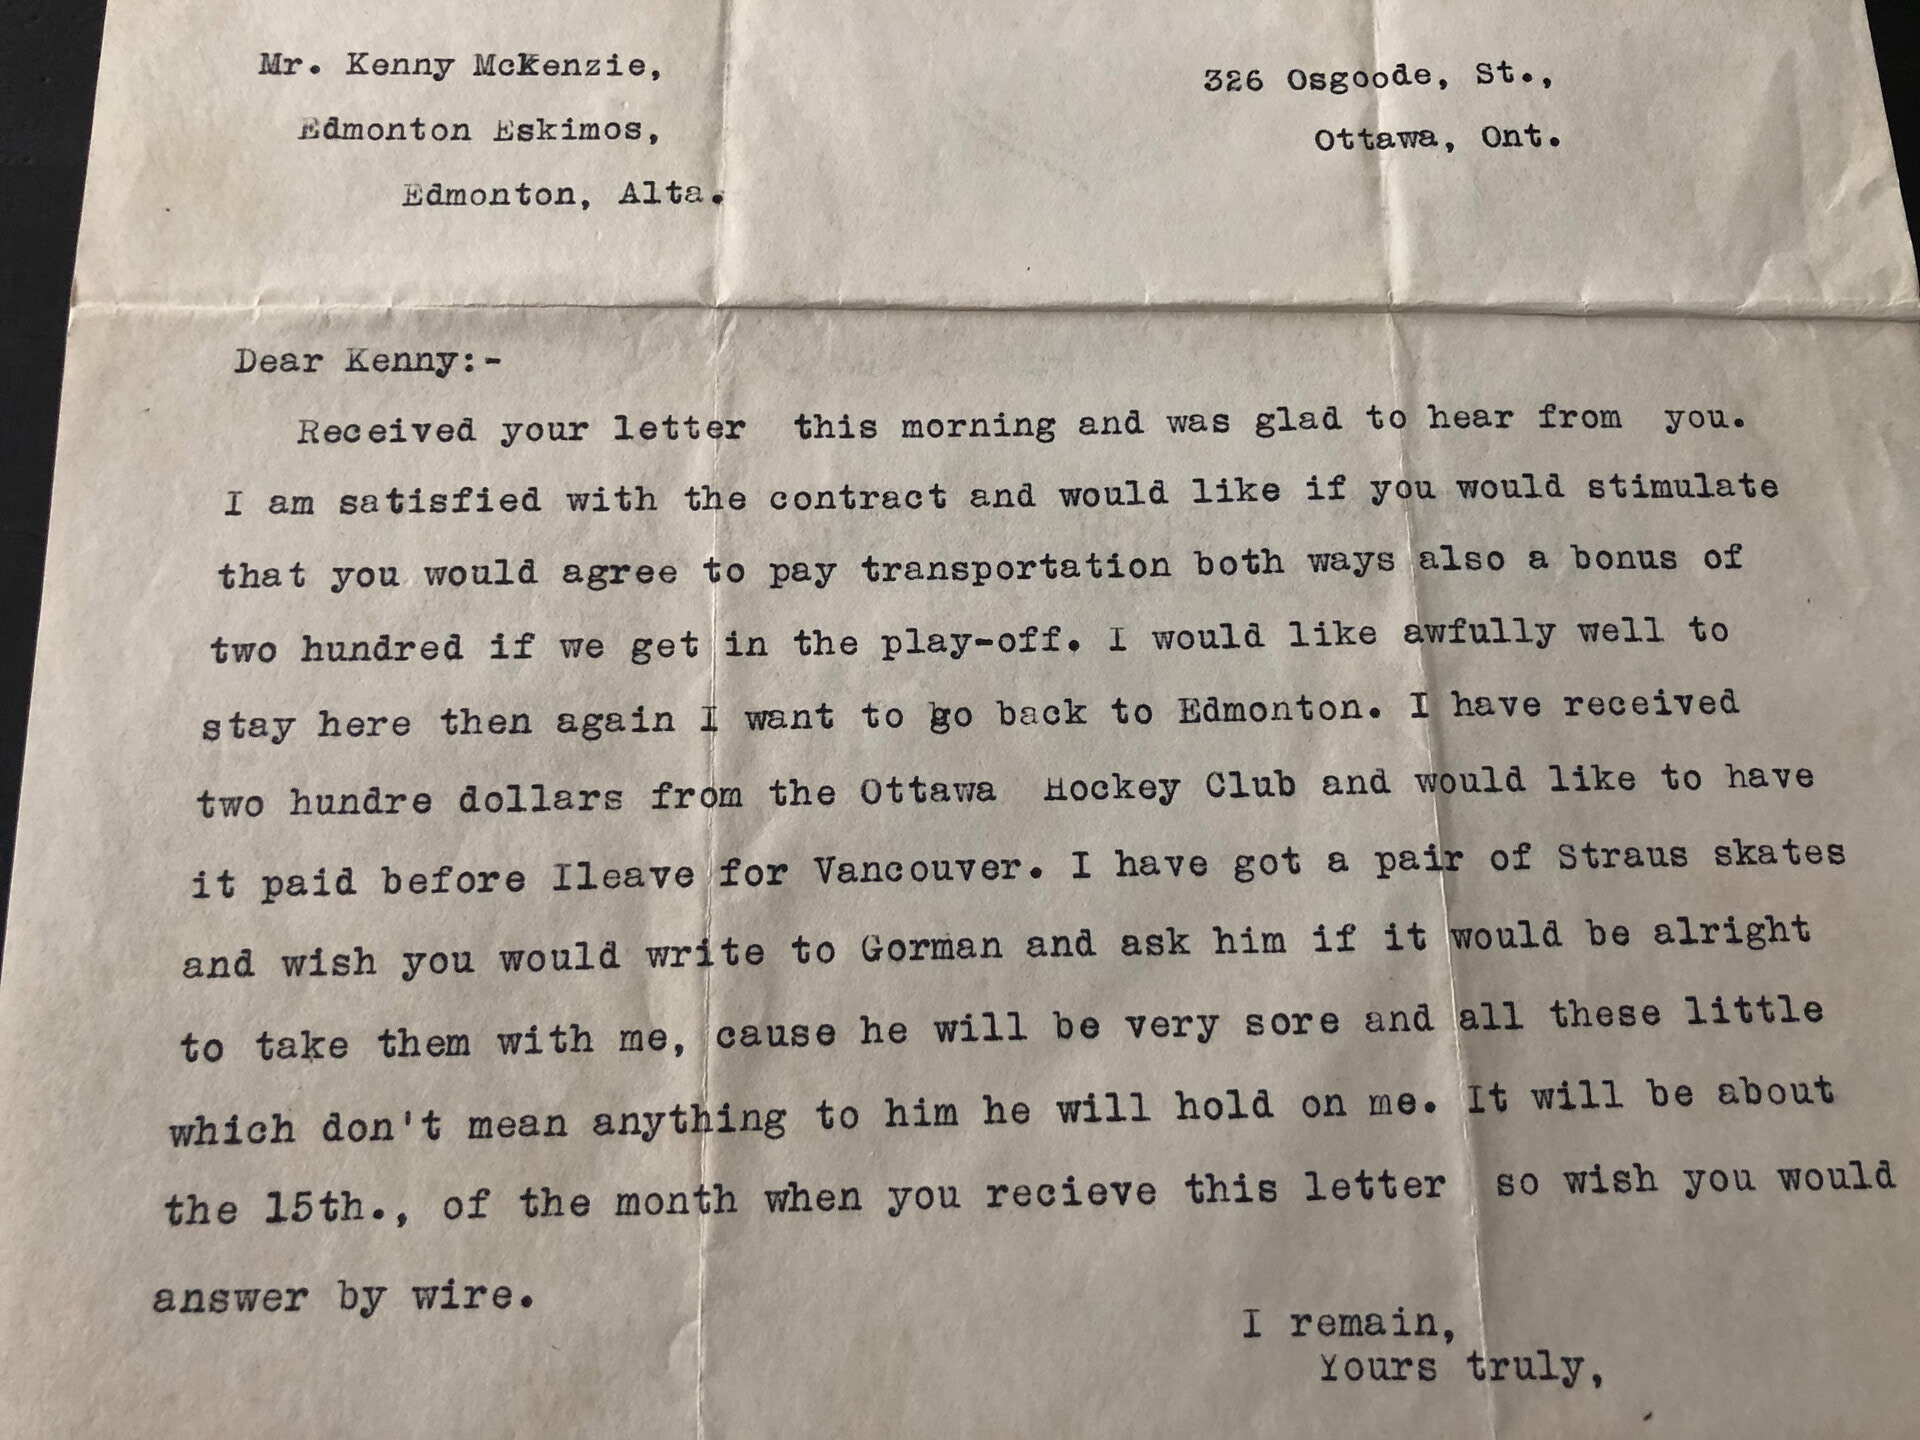 Mr. Kenny McKenzie,
326 Osgoode, St.,
Edmonton Eskimos,
Ottawa, Ont.
Edmonton, Alta.
Dear Kenny:-
Received your letter this morning and was glad to hear from you.
I am satisfied with the contract and would like if you would stimulate
that you would agree to pay transportation both ways also a bonus of
two hundred if we get in the play-off. I would like awfully well to
stay here then again I want to go back to Edmonton. I have received
two hundre dollars from the Ottawa Hockey Club and would like to have
it paid before Ileave for Vancouver. I have got a pair of Straus skates
and wish you would write to Gorman and ask him if it would be alright
to take them with me, cause he will be very sore and all these little
which don't mean anything to him he will hold on me. It will be about
the 15th., of the month when you recieve this letter so wish you would
answer by wire.
I remain,
Yours truly,